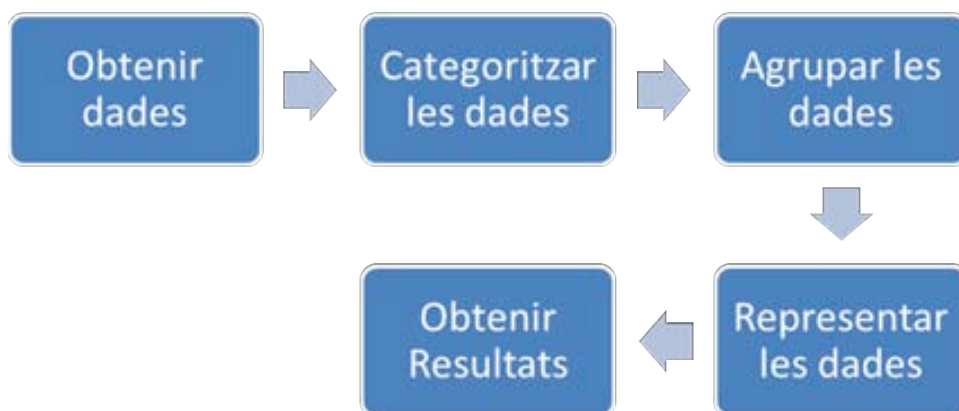 Obtenir
dades
Categoritzar
les dades
Agrupar les
dades
Representar
les dades
Obtenir
Resultats